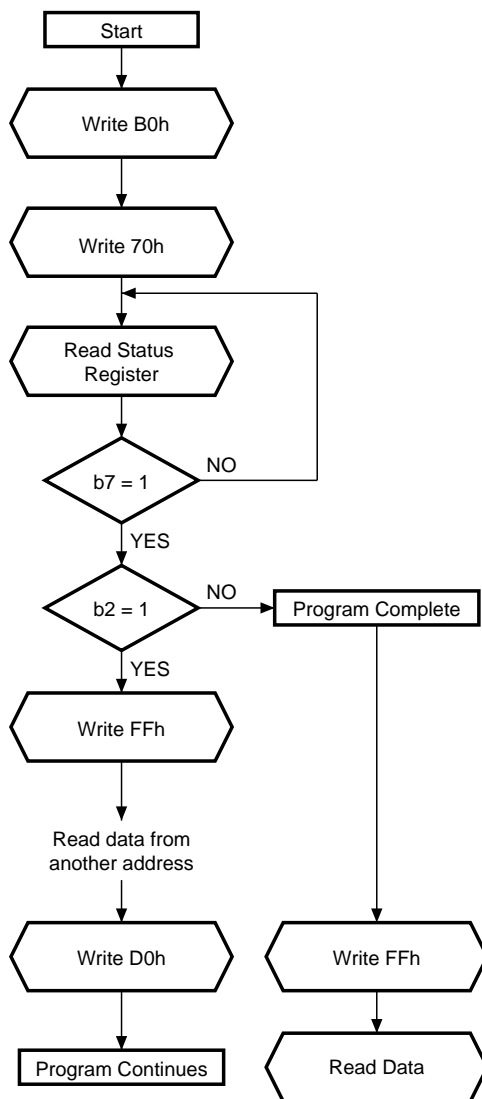 Start
Write B0h
Write 70h
Read Status
Register
b7 = 1
NO
YES
b2 = 1
NO
Program Complete
YES
Write FFh
Read data from
another address
Write D0h
Write FFh
Program Continues
Read Data